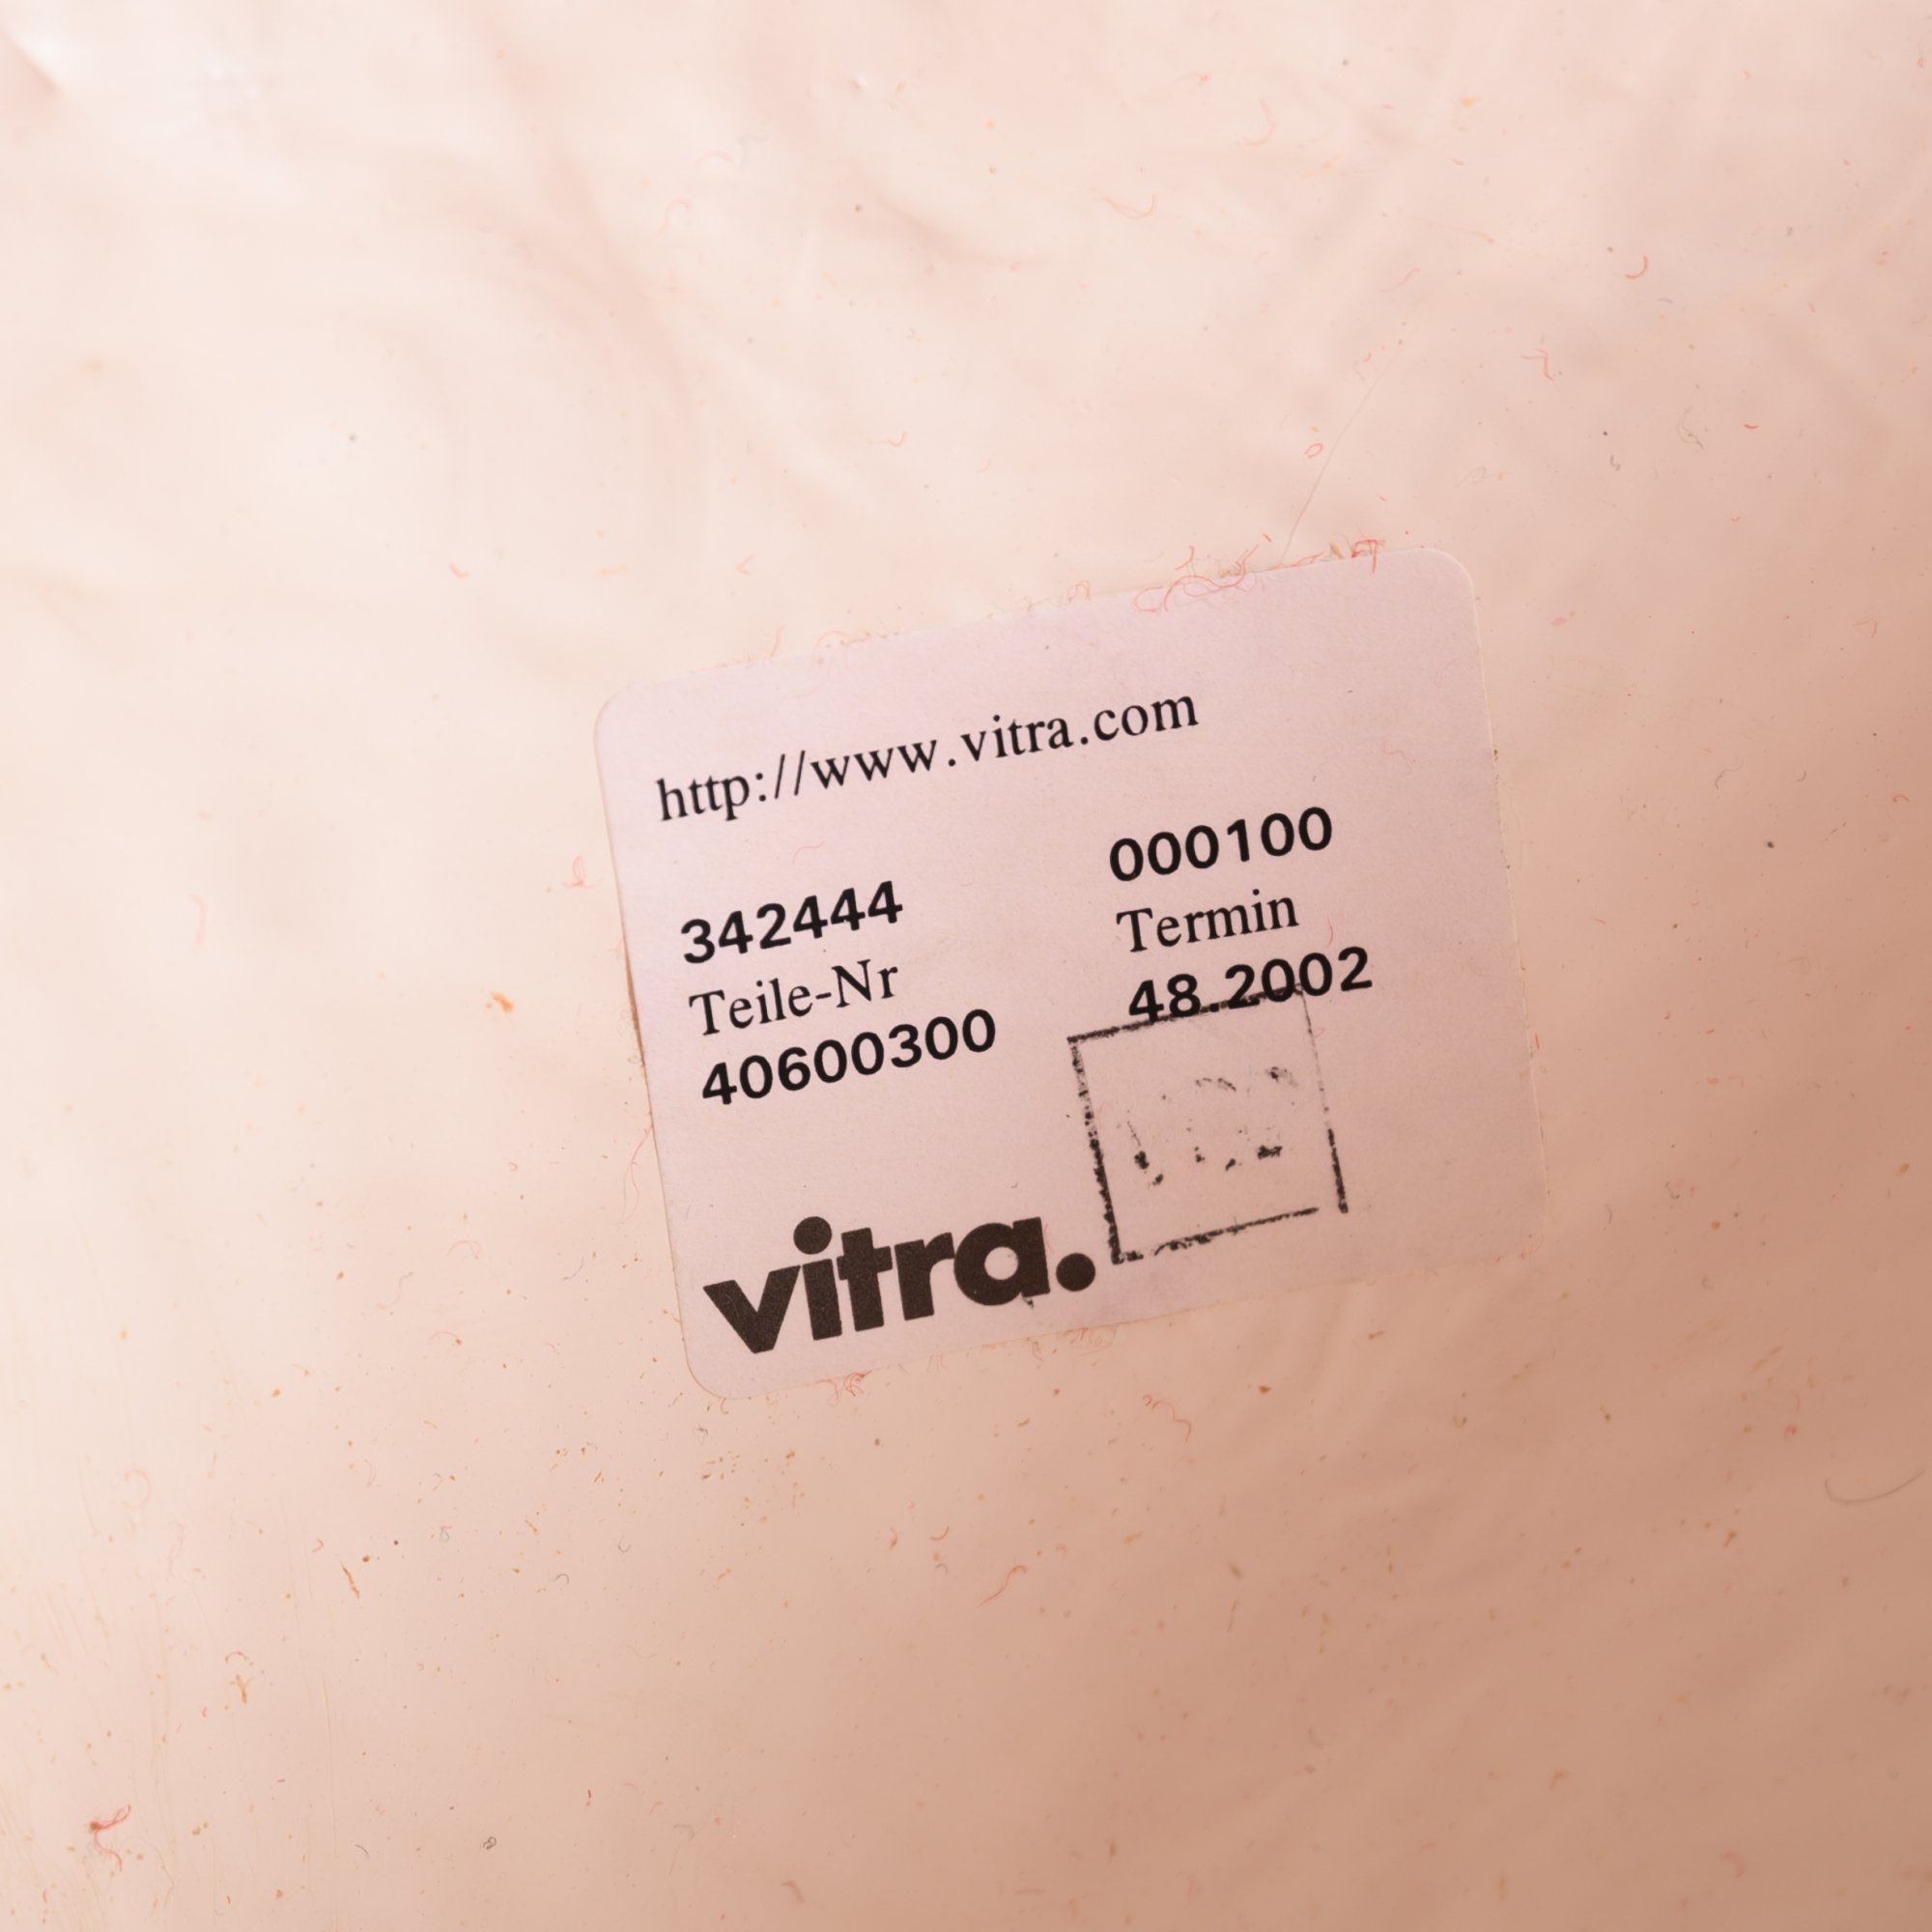 http://www.vitra.com
342444 000100
Teile-Nr Termin
40600300 48.2002
vitra.